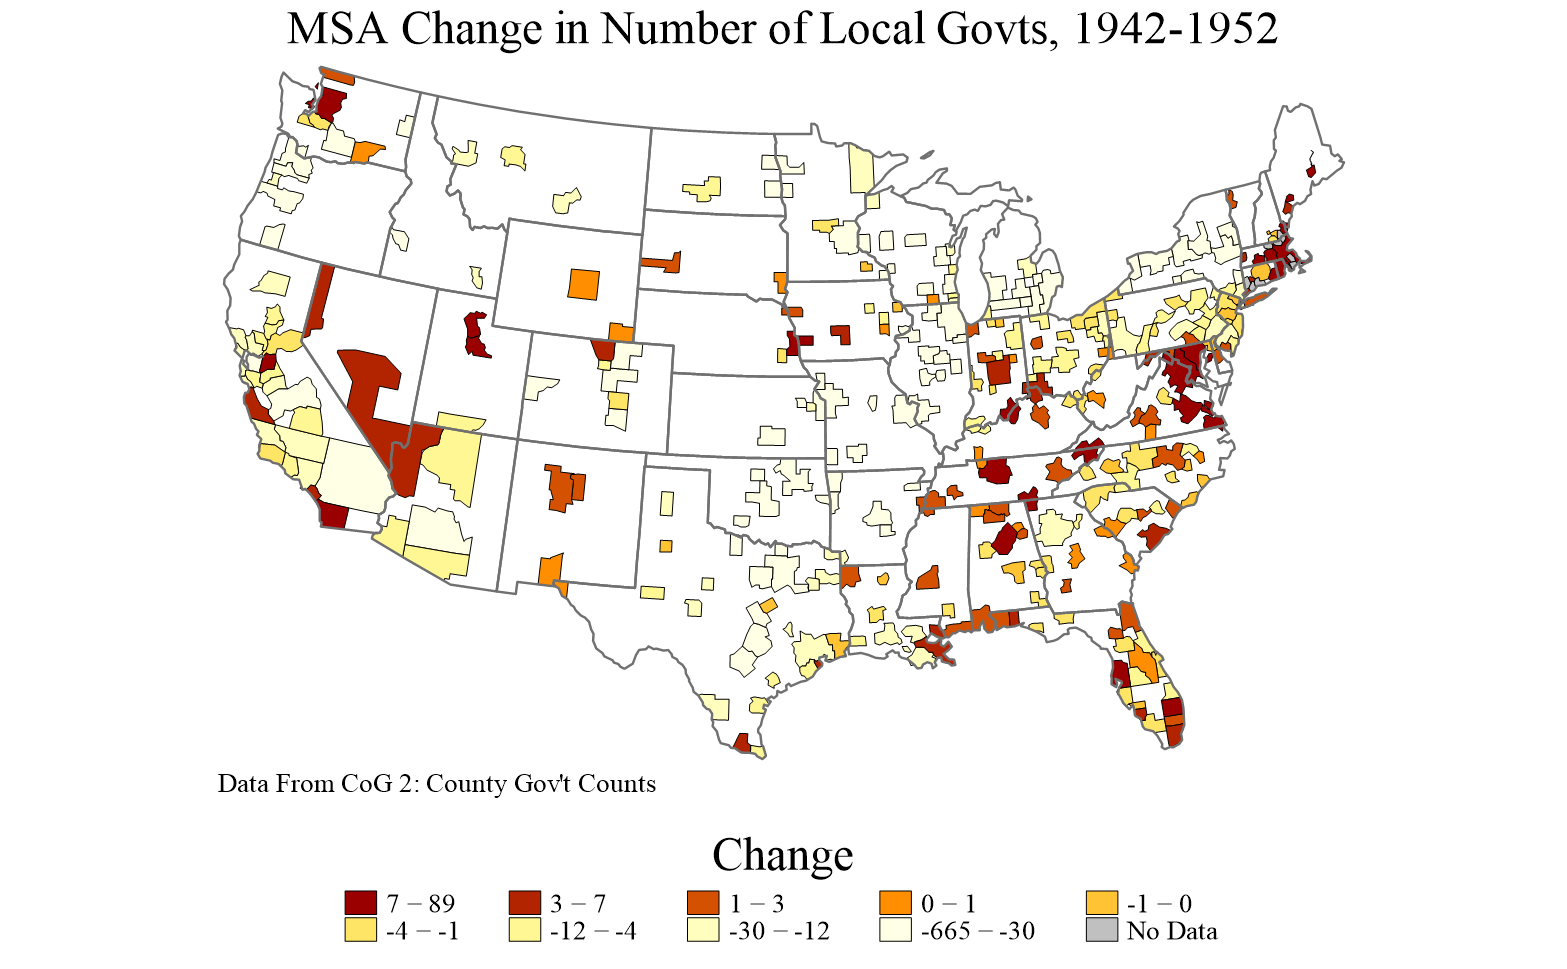 MSA Change in Number of Local Govts, 1942-1952
Data From CoG 2: County Gov't Counts
Change
7 − 89 3 − 7 1 − 3 0 − 1 -1 − 0
-4 − -1 -12 − -4 -30 − -12 -665 − -30 No Data